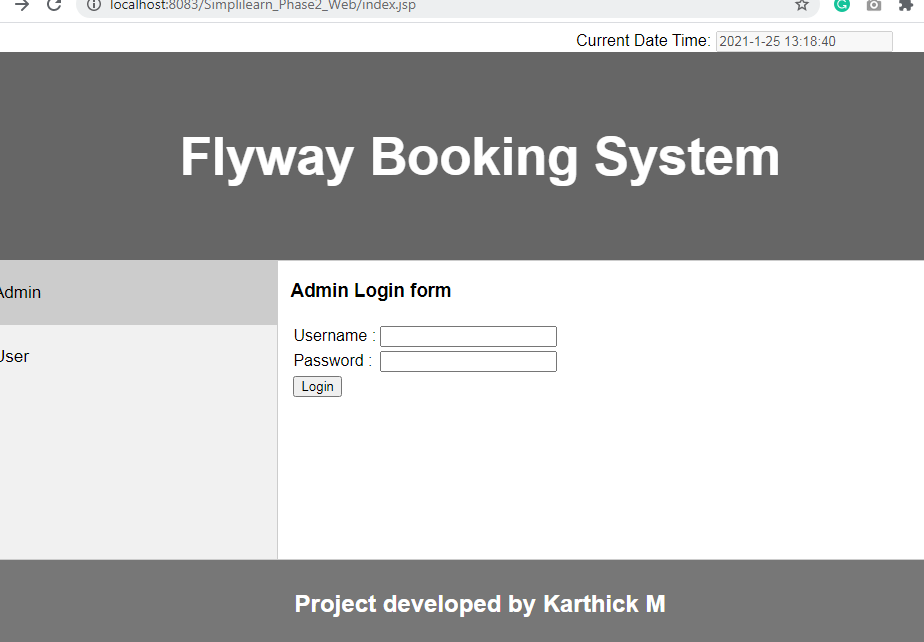 localhost:8083/Simplilearn_Phase2_Web/index.jsp
Current Date Time: 2021-1-25 13:18:40
Flyway Booking System
Admin
Admin Login form
User
Username :
Password :
Login
Project developed by Karthick M